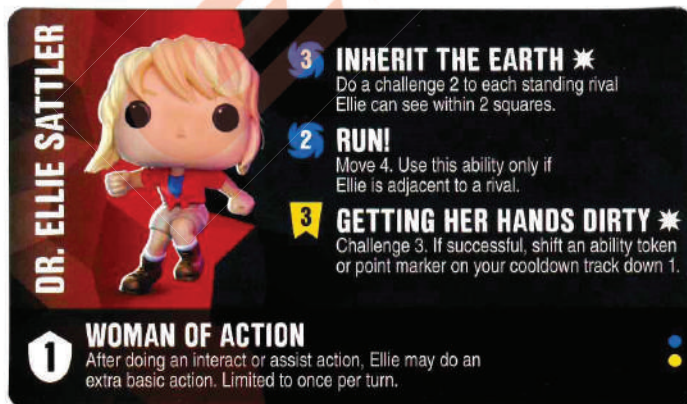 DR. ELLIE SATTLER
3 INHERIT THE EARTH
Do a challenge 2 to each standing rival
Ellie can see within 2 squares.
2 RUN!
Move 4. Use this ability only if
Ellie is adjacent to a rival.
3 GETTING HER HANDS DIRTY
Challenge 3. If successful, shift an ability token
or point marker on your cooldown track down 1.
1 WOMAN OF ACTION
After doing an interact or assist action, Ellie may do an
extra basic action. Limited to once per turn.